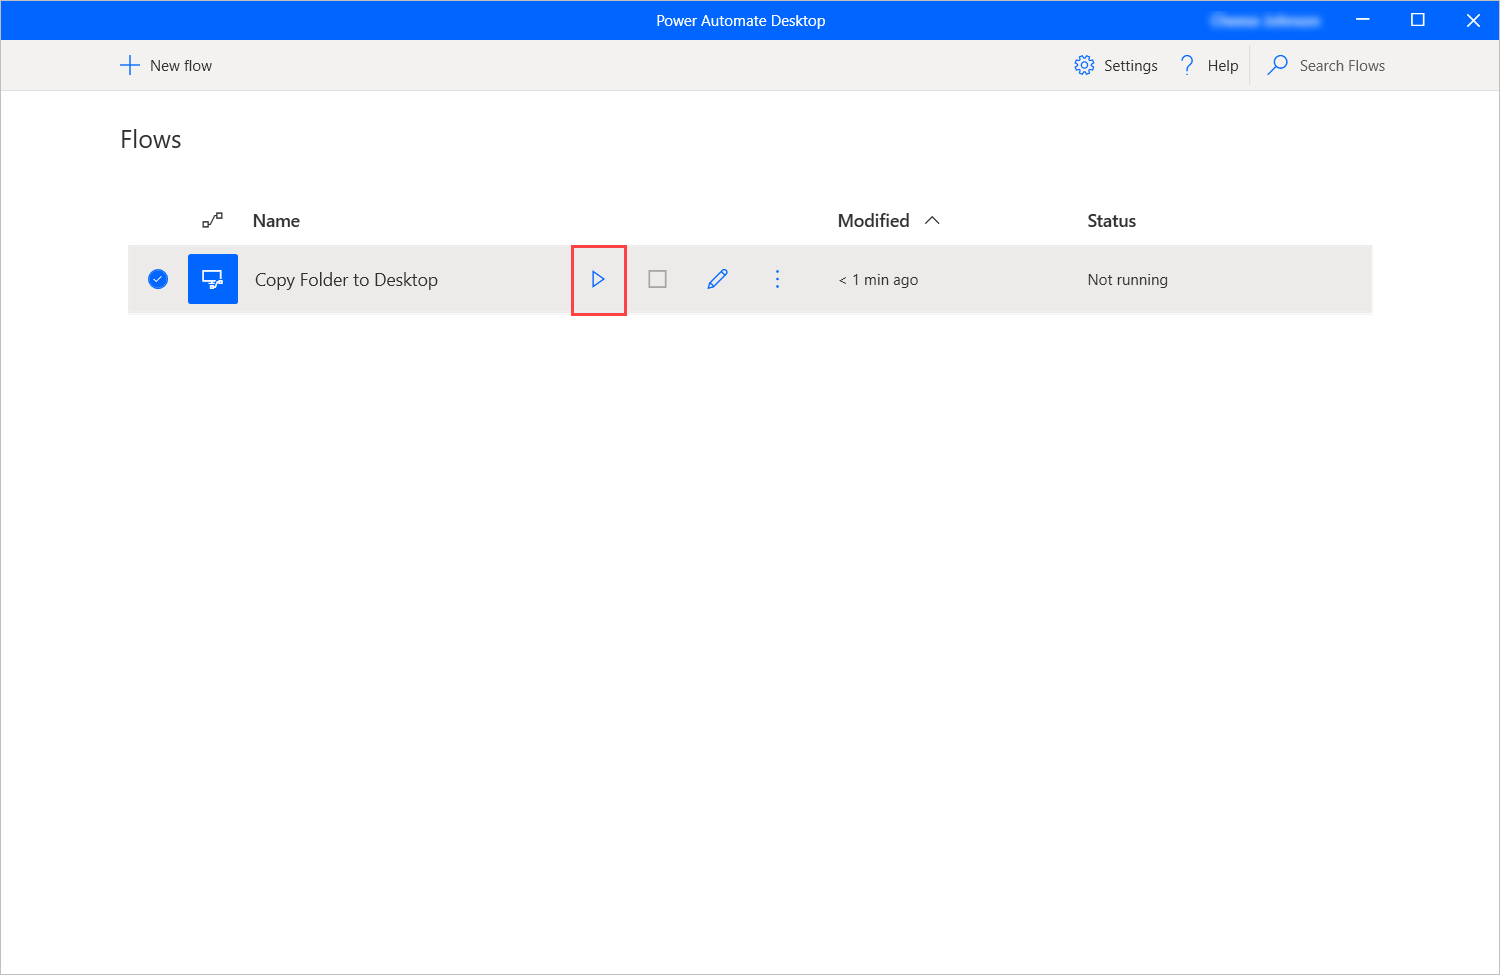 Power Automate Desktop
New flow
Settings
Help
Search Flows
Flows
Name
Modified
Status
Copy Folder to Desktop
< 1 min ago
Not running